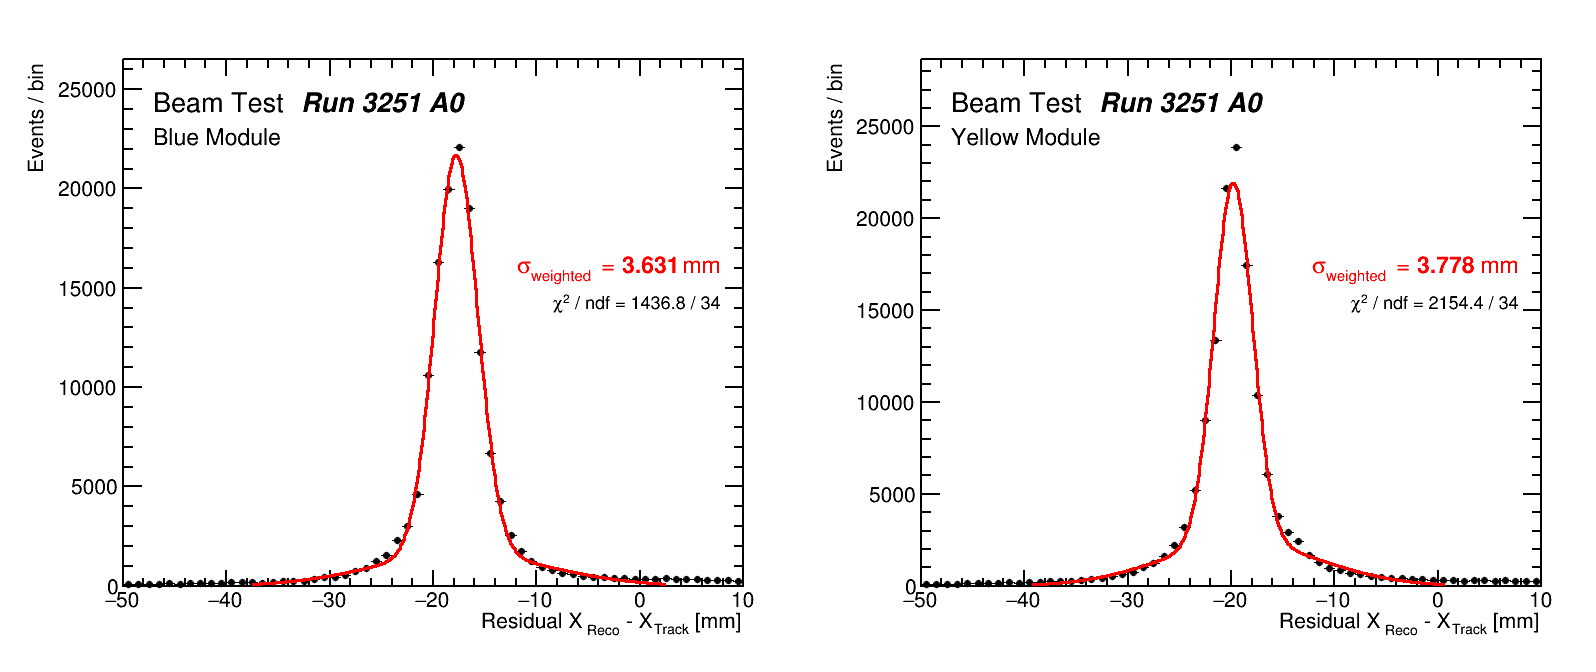 Events / bin
25000
20000
15000
10000
5000
0
Beam Test Run 3251 A0
Blue Module
σweighted = 3.631 mm
χ² / ndf = 1436.8 / 34
−50 −40 −30 −20 −10 0 10
Residual X Reco - XTrack [mm]
Events / bin
25000
20000
15000
10000
5000
0
Beam Test Run 3251 A0
Yellow Module
σweighted = 3.778 mm
χ² / ndf = 2154.4 / 34
−50 −40 −30 −20 −10 0 10
Residual X Reco - XTrack [mm]